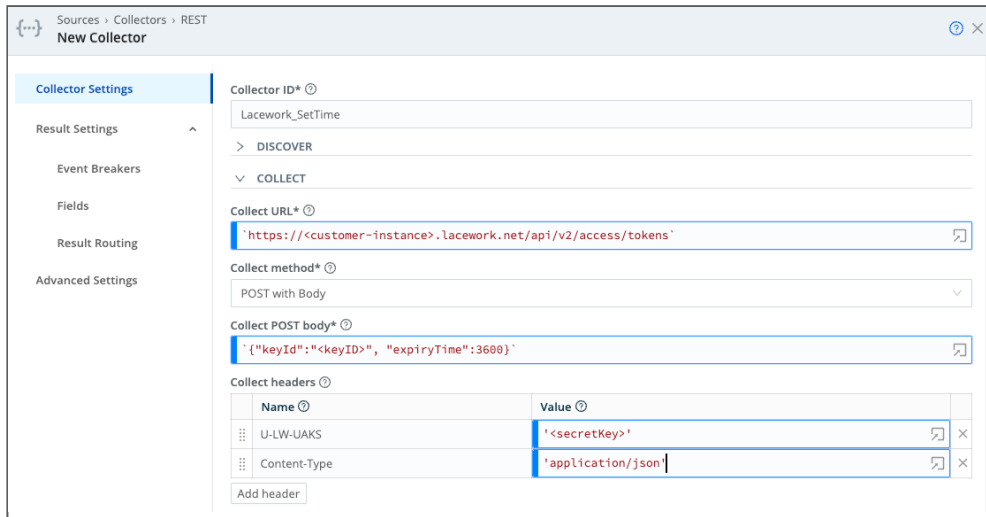 Sources › Collectors › REST
New Collector
Collector Settings
Result Settings
Event Breakers
Fields
Result Routing
Advanced Settings
Collector ID*
Lacework_SetTime
DISCOVER
COLLECT
Collect URL*
`https://<customer-instance>.lacework.net/api/v2/access/tokens`
Collect method*
POST with Body
Collect POST body*
`{"keyId":"<keyID>", "expiryTime":3600}`
Collect headers
Name Value
U-LW-UAKS '<secretKey>'
Content-Type 'application/json'
Add header